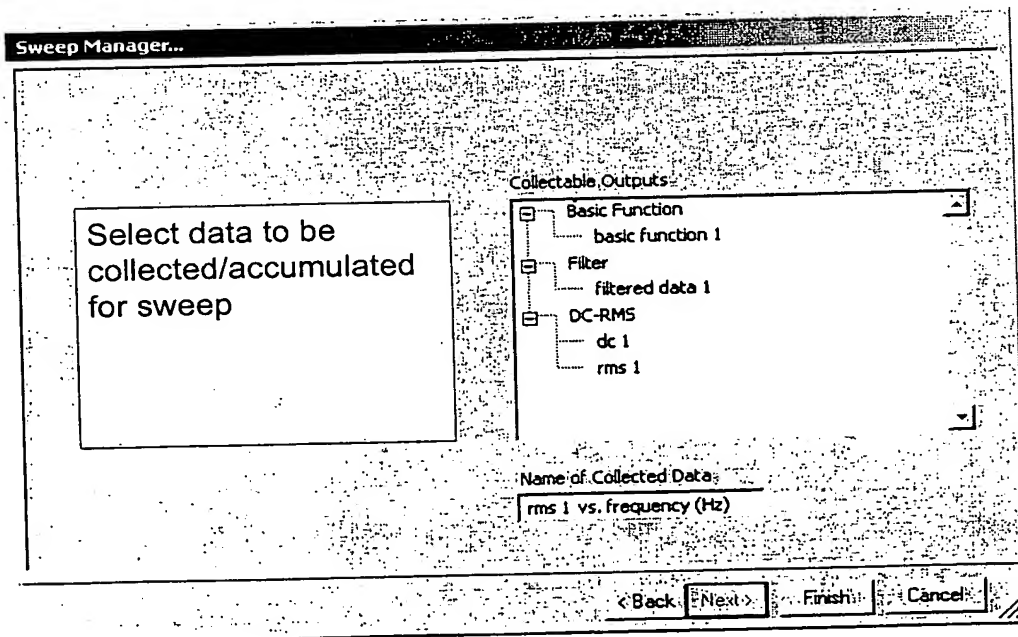 Sweep Manager...
Select data to be
collected/accumulated
for sweep
Collectable Outputs
Basic Function
basic function 1
Filter
filtered data 1
DC-RMS
dc 1
rms 1
Name of Collected Data
rms 1 vs. frequency (Hz)
< Back Next > Finish Cancel